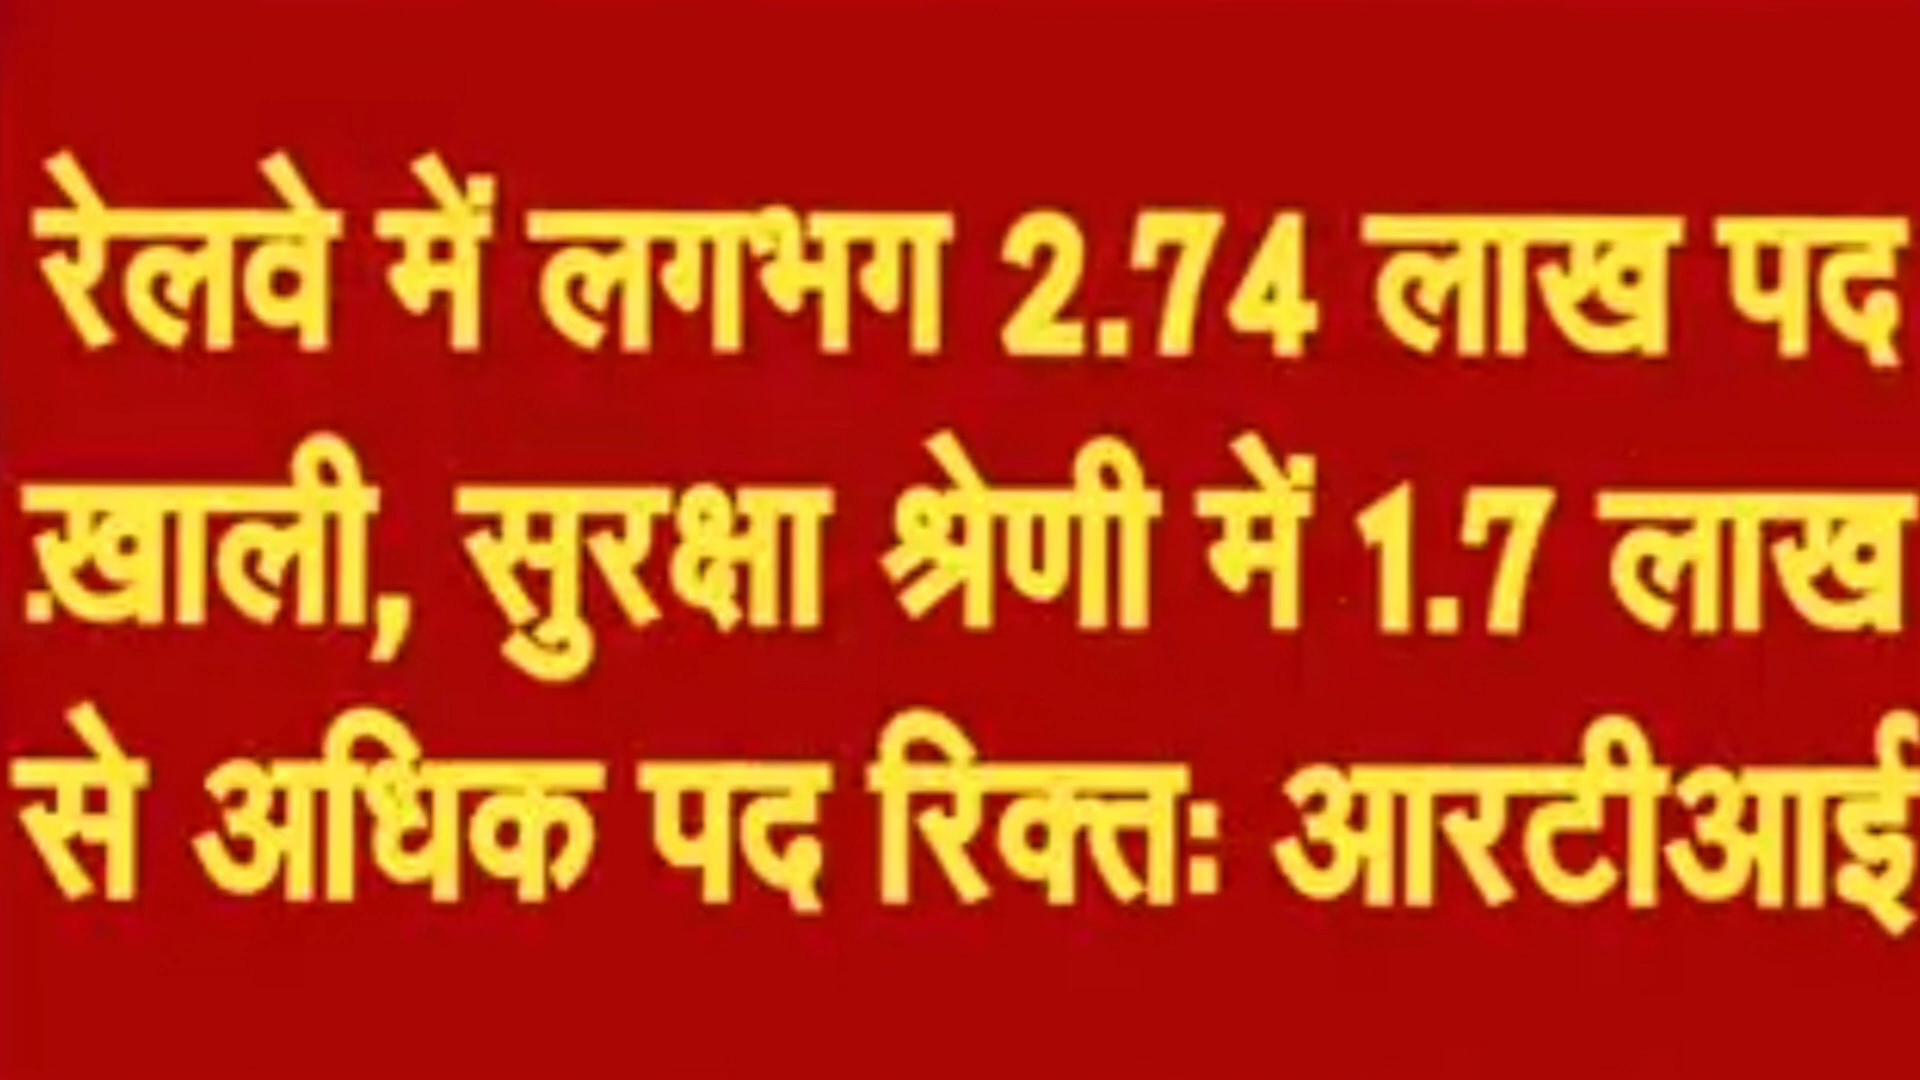 रेलवे में लगभग 2.74 लाख पद
ख़ाली, सुरक्षा श्रेणी में 1.7 लाख
से अधिक पद रिक्तः आरटीआई